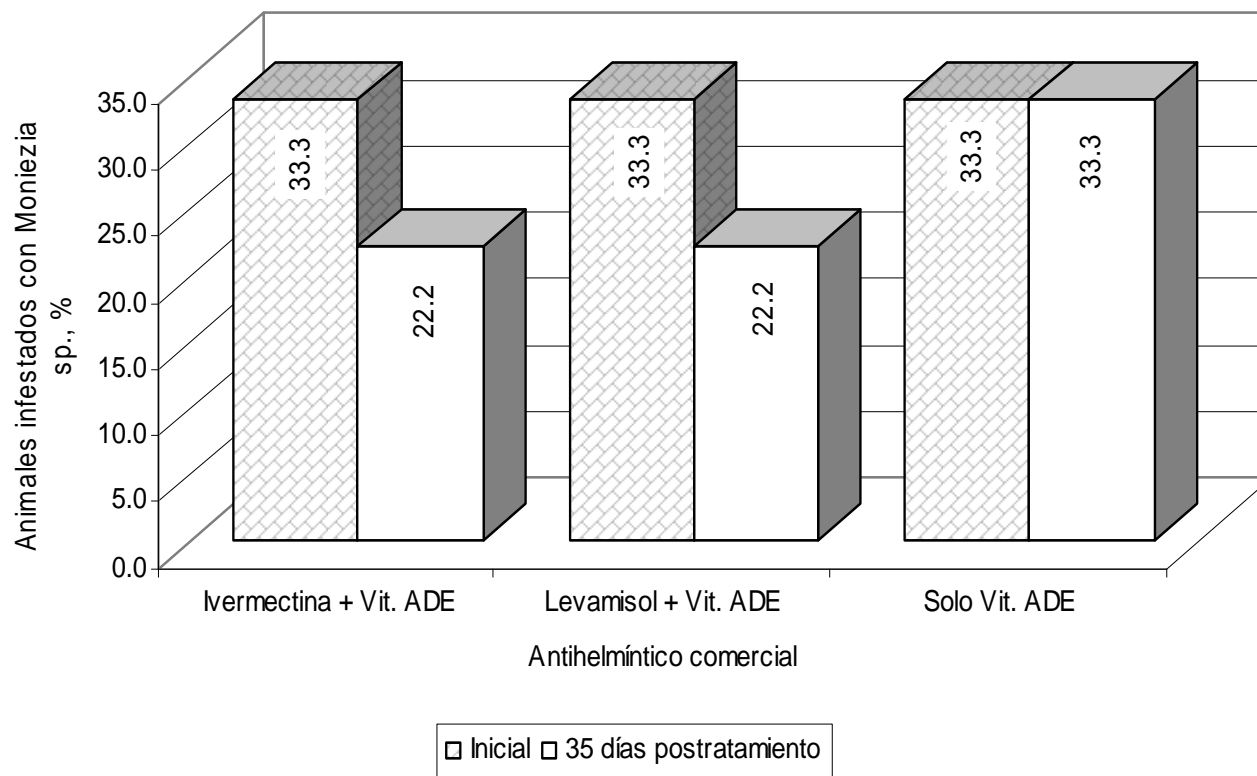 Animales infestados con Moniezia
sp., %
35.0
30.0
25.0
20.0
15.0
10.0
5.0
0.0
33.3
22.2
33.3
22.2
33.3
33.3
Ivermectina + Vit. ADE
Levamisol + Vit. ADE
Solo Vit. ADE
Antihelmíntico comercial
Inicial
35 días postratamiento